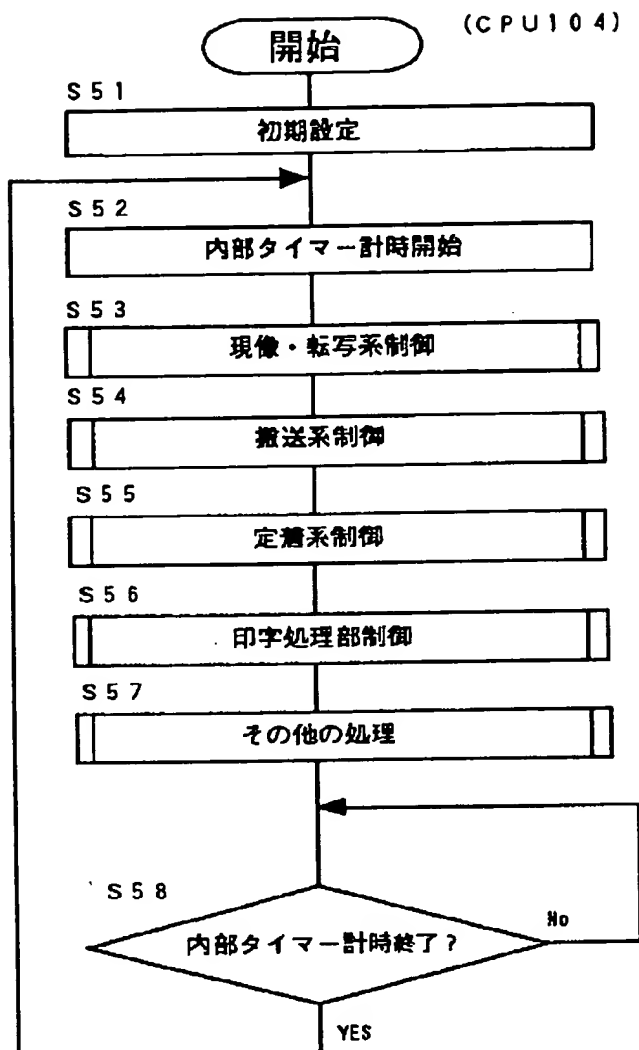 (CPU104)
開始
S51
初期設定
S52
内部タイマー計時開始
S53
現像・転写系制御
S54
搬送系制御
S55
定着系制御
S56
印字処理部制御
S57
その他の処理
S58
内部タイマー計時終了?
No
YES